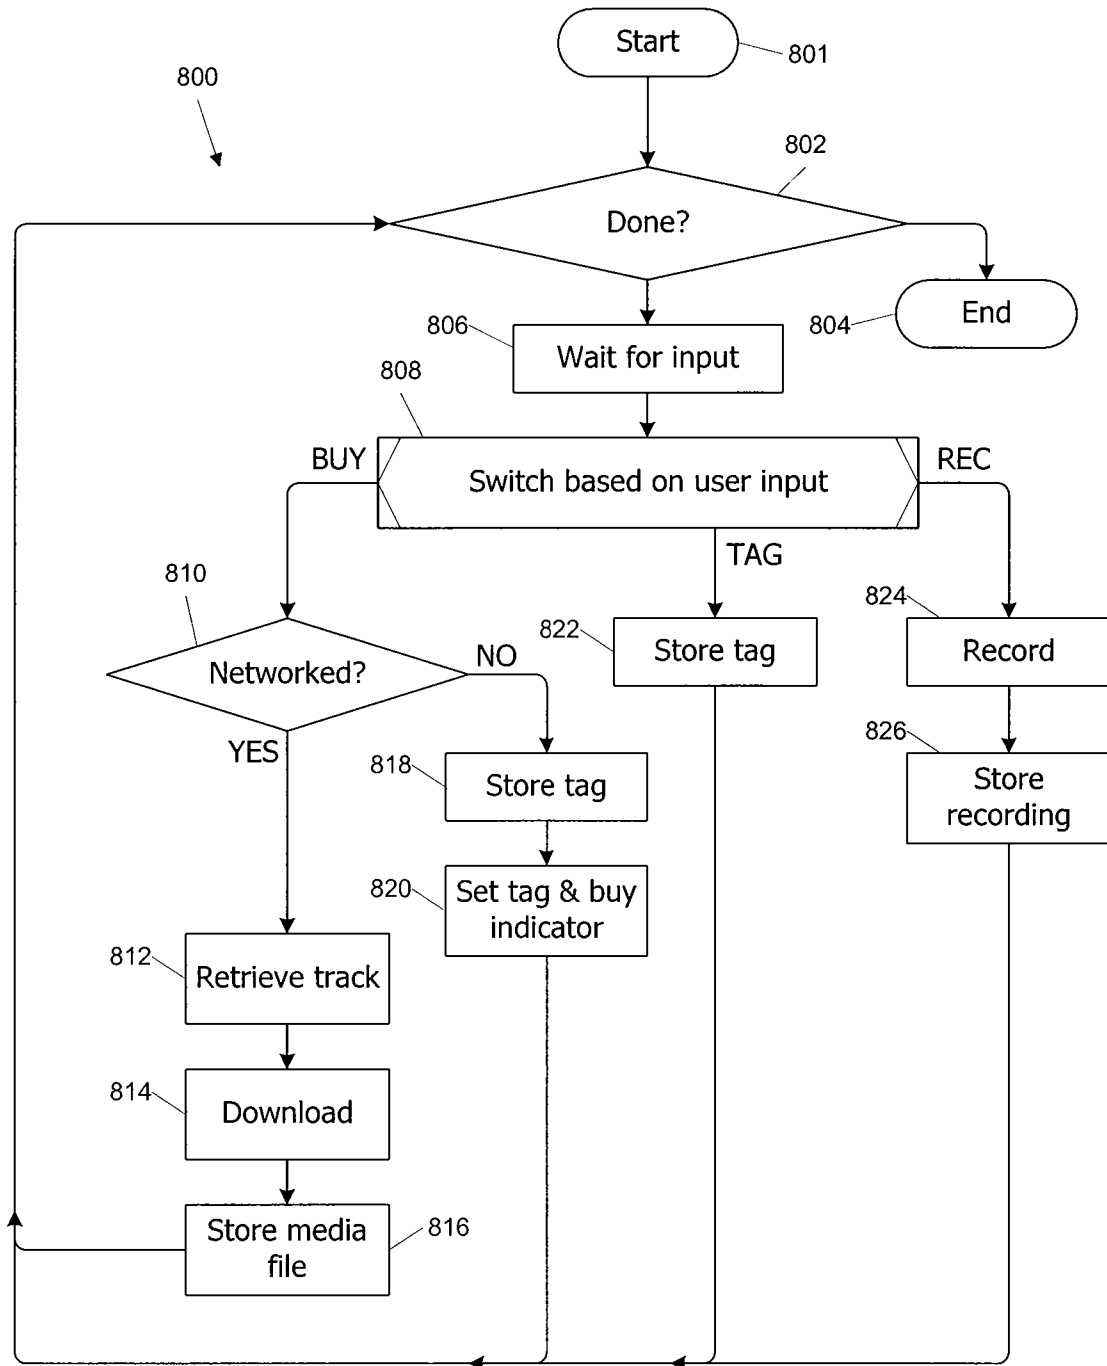 Start
801
800
802
Done?
End
804
806
Wait for input
808
BUY
REC
Switch based on user input
TAG
810
Networked?
NO
YES
822
Store tag
824
Record
818
Store tag
826
Store
recording
820
Set tag & buy
indicator
812
Retrieve track
814
Download
Store media
file
816